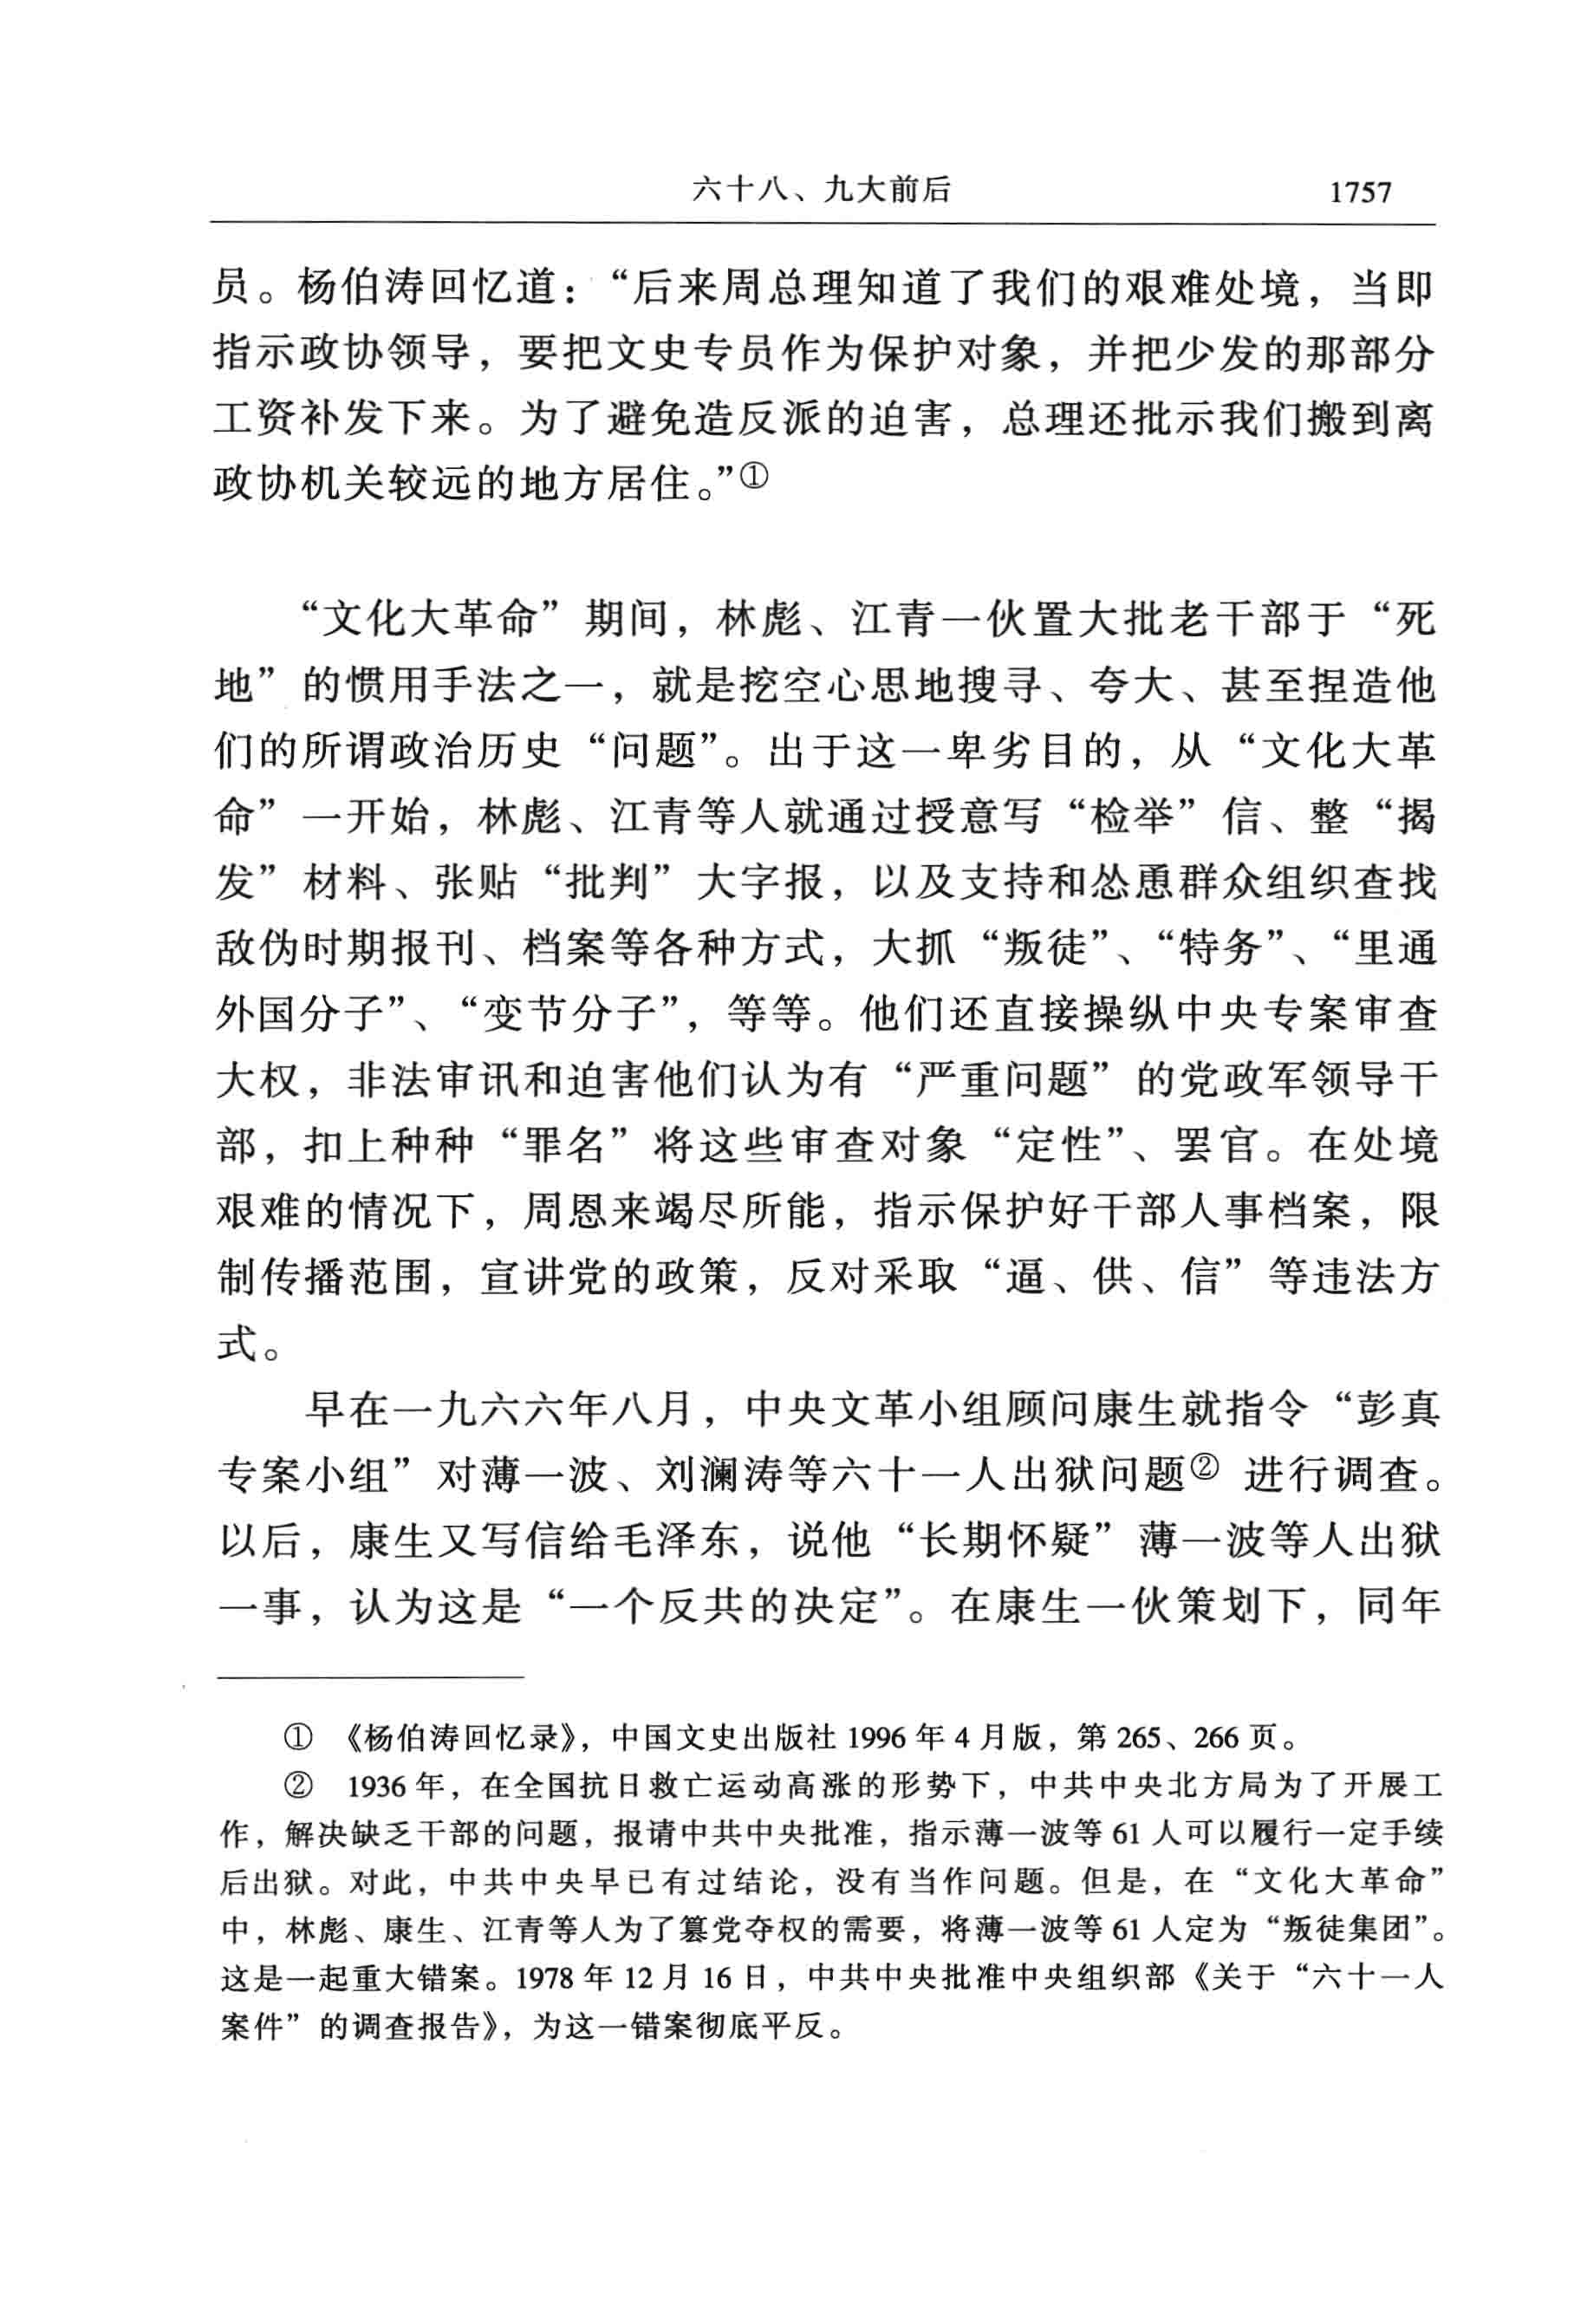 六十八、九大前后 1757
员。杨伯涛回忆道：“后来周总理知道了我们的艰难处境，当即
指示政协领导，要把文史专员作为保护对象，并把少发的那部分
工资补发下来。为了避免造反派的迫害，总理还批示我们搬到离
政协机关较远的地方居住。”①
“文化大革命”期间，林彪、江青一伙置大批老干部于“死
地”的惯用手法之一，就是挖空心思地搜寻、夸大、甚至捏造他
们的所谓政治历史“问题”。出于这一卑劣目的，从“文化大革
命”一开始，林彪、江青等人就通过授意写“检举”信、整“揭
发”材料、张贴“批判”大字报，以及支持和怂恿群众组织查找
敌伪时期报刊、档案等各种方式，大抓“叛徒”、“特务”、“里通
外国分子”、“变节分子”，等等。他们还直接操纵中央专案审查
大权，非法审讯和迫害他们认为有“严重问题”的党政军领导干
部，扣上种种“罪名”将这些审查对象“定性”、罢官。在处境
艰难的情况下，周恩来竭尽所能，指示保护好干部人事档案，限
制传播范围，宣讲党的政策，反对采取“逼、供、信”等违法方
式。
早在一九六六年八月，中央文革小组顾问康生就指令“彭真
专案小组”对薄一波、刘澜涛等六十一人出狱问题② 进行调查。
以后，康生又写信给毛泽东，说他“长期怀疑”薄一波等人出狱
一事，认为这是“一个反共的决定”。在康生一伙策划下，同年
① 《杨伯涛回忆录》，中国文史出版社 1996 年 4 月版，第 265、266 页。
② 1936 年，在全国抗日救亡运动高涨的形势下，中共中央北方局为了开展工
作，解决缺乏干部的问题，报请中共中央批准，指示薄一波等 61 人可以履行一定手续
后出狱。对此，中共中央早已有过结论，没有当作问题。但是，在“文化大革命”
中，林彪、康生、江青等人为了篡党夺权的需要，将薄一波等 61 人定为“叛徒集团”。
这是一起重大错案。1978 年 12 月 16 日，中共中央批准中央组织部《关于“六十一人
案件”的调查报告》，为这一错案彻底平反。